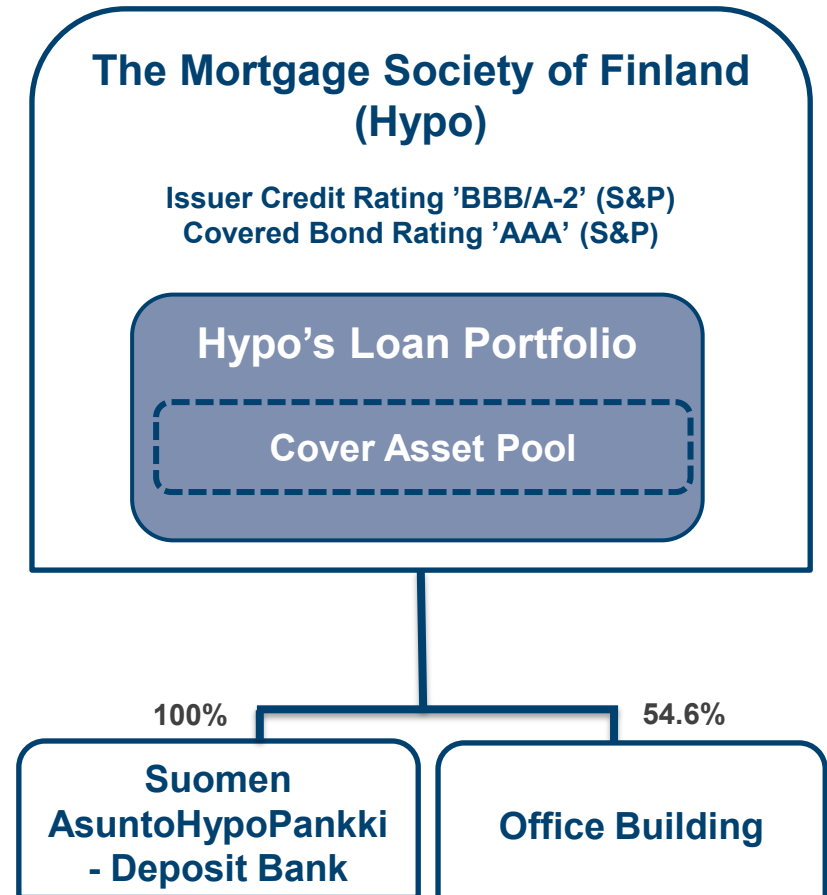 The Mortgage Society of Finland
(Hypo)
Issuer Credit Rating ’BBB/A-2’ (S&P)
Covered Bond Rating ’AAA’ (S&P)
Hypo’s Loan Portfolio
Cover Asset Pool
100%
54.6%
Suomen
AsuntoHypoPankki
- Deposit Bank
Office Building